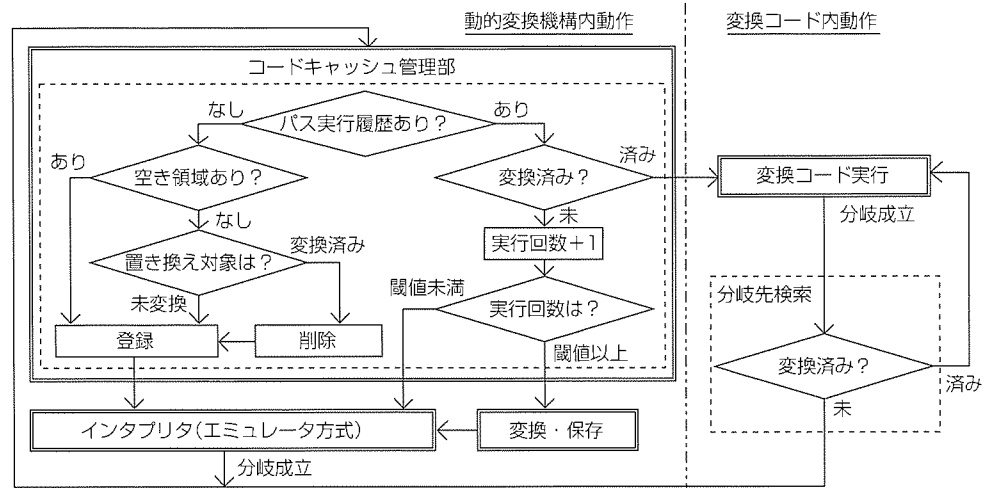 動的変換機構内動作
変換コード内動作
コードキャッシュ管理部
パス実行履歴あり？
なし
あり
あり
空き領域あり？
変換済み？
済み
変換コード実行
なし
未
分岐成立
実行回数＋1
置き換え対象は？
変換済み
閾値未満
実行回数は？
分岐先検索
未変換
登録
削除
閾値以上
変換済み？
済み
未
インタプリタ（エミュレータ方式）
変換・保存
分岐成立